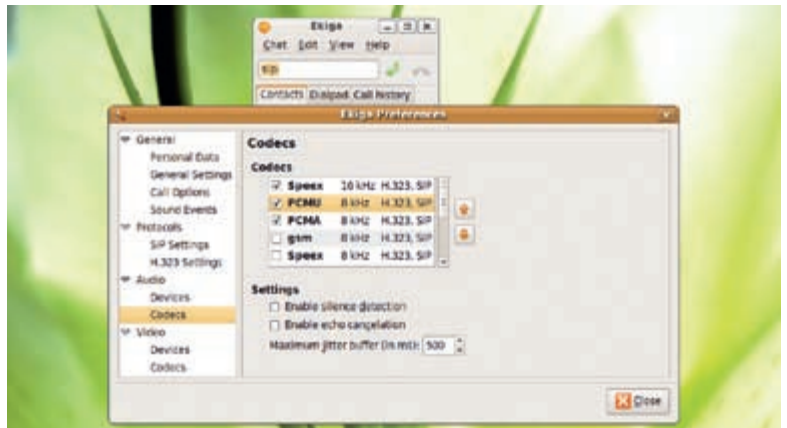 Ekiga
Chat Edit View Help
sip:
Contacts Dialpad Call history
Ekiga Preferences
General
Personal Data
General Settings
Call Options
Sound Events
Protocols
SIP Settings
H.323 Settings
Audio
Devices
Codecs
Video
Devices
Codecs
Codecs
Codecs
Speex 16 kHz H.323, SIP
PCMU 8 kHz H.323, SIP
PCMA 8 kHz H.323, SIP
gsm 8 kHz H.323, SIP
Speex 8 kHz H.323, SIP
Settings
Enable silence detection
Enable echo cancelation
Maximum jitter buffer (in ms): 500
Close